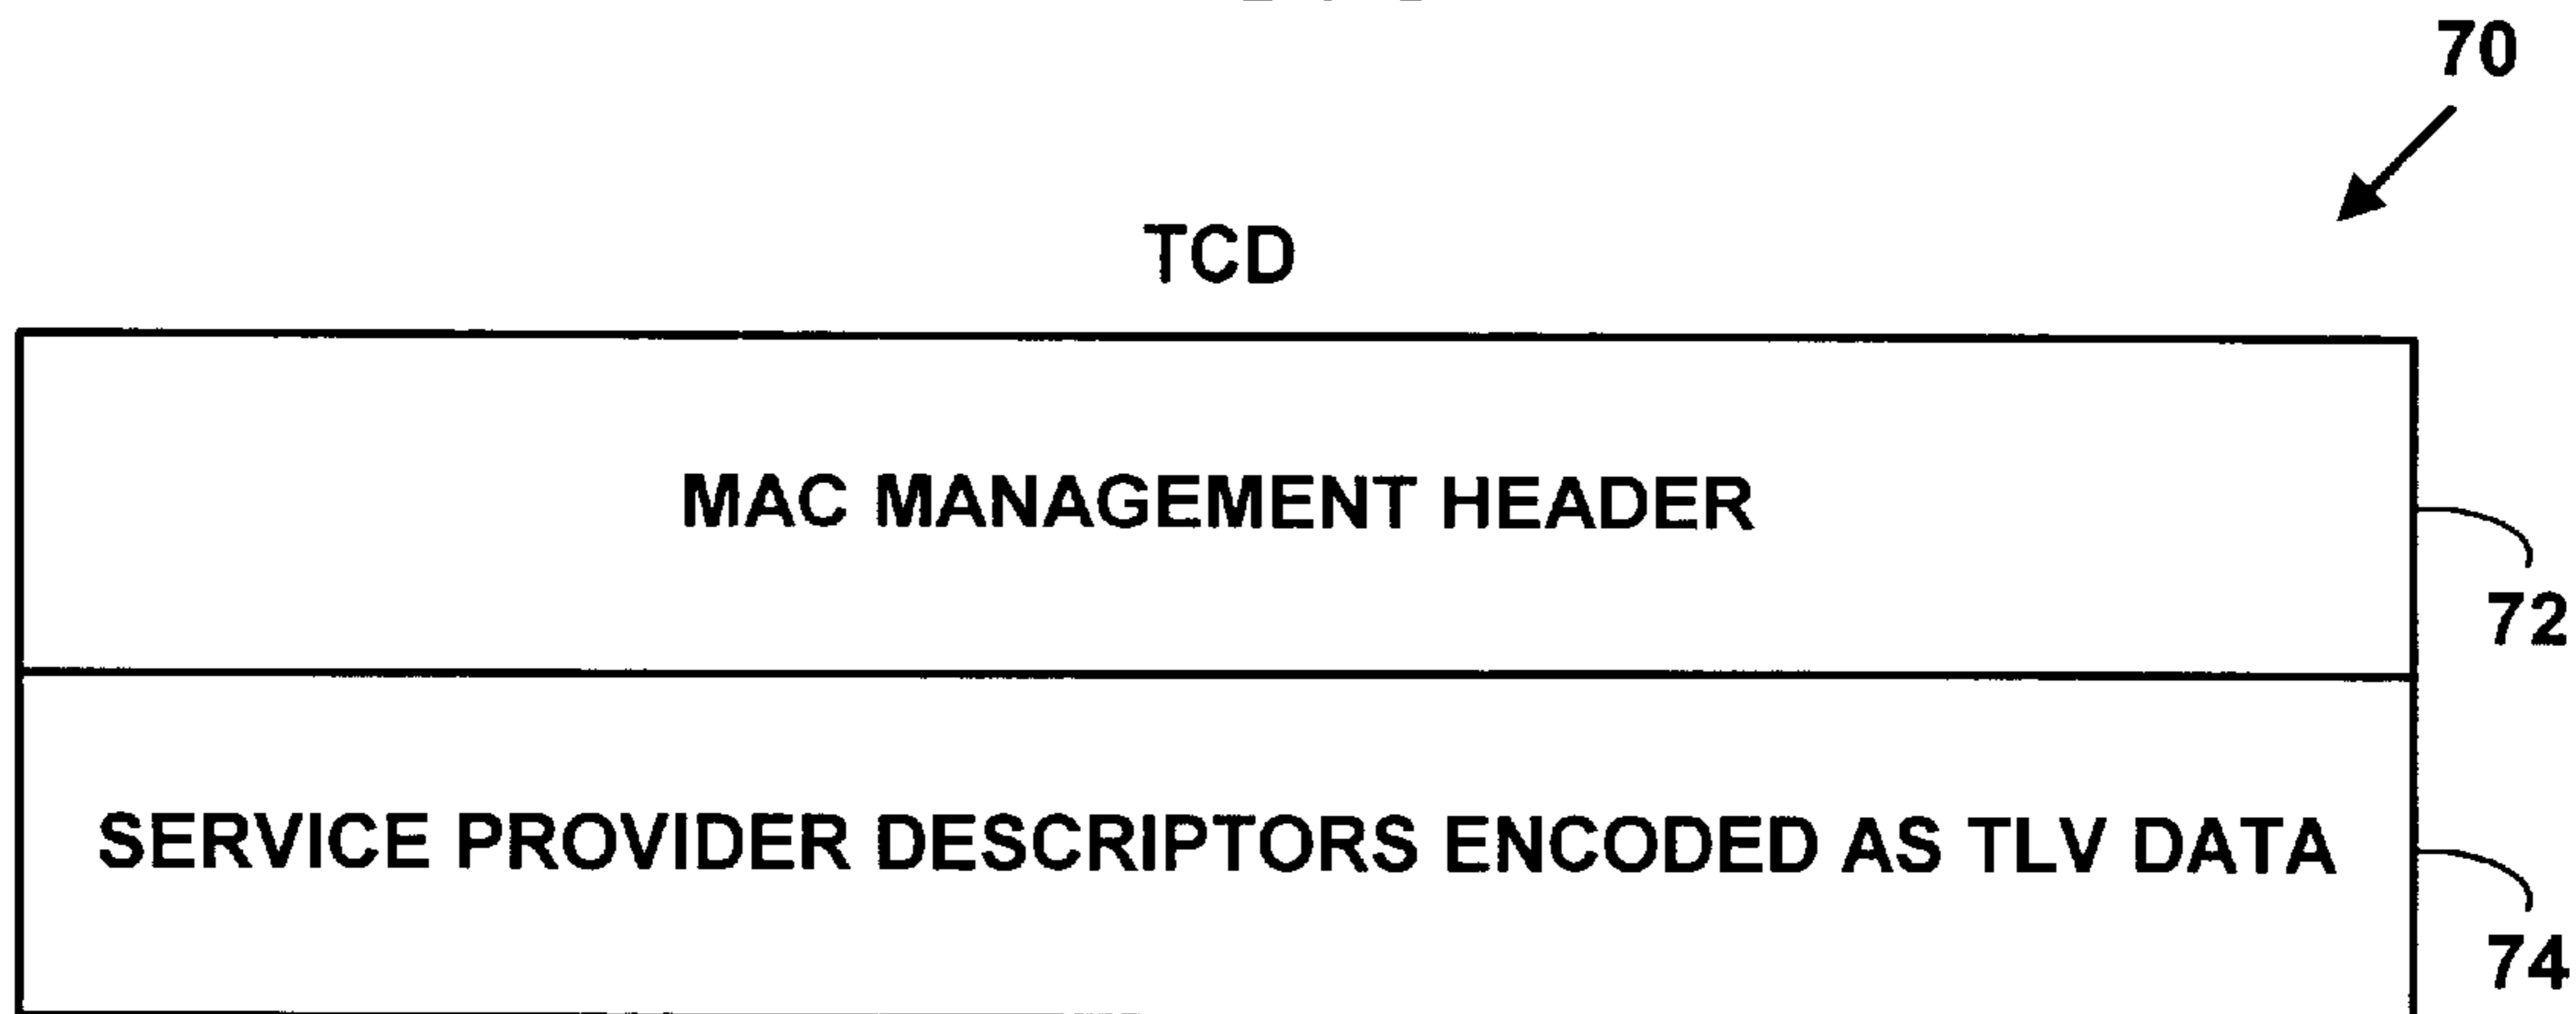 70
TCD
MAC MANAGEMENT HEADER
72
SERVICE PROVIDER DESCRIPTORS ENCODED AS TLV DATA
74